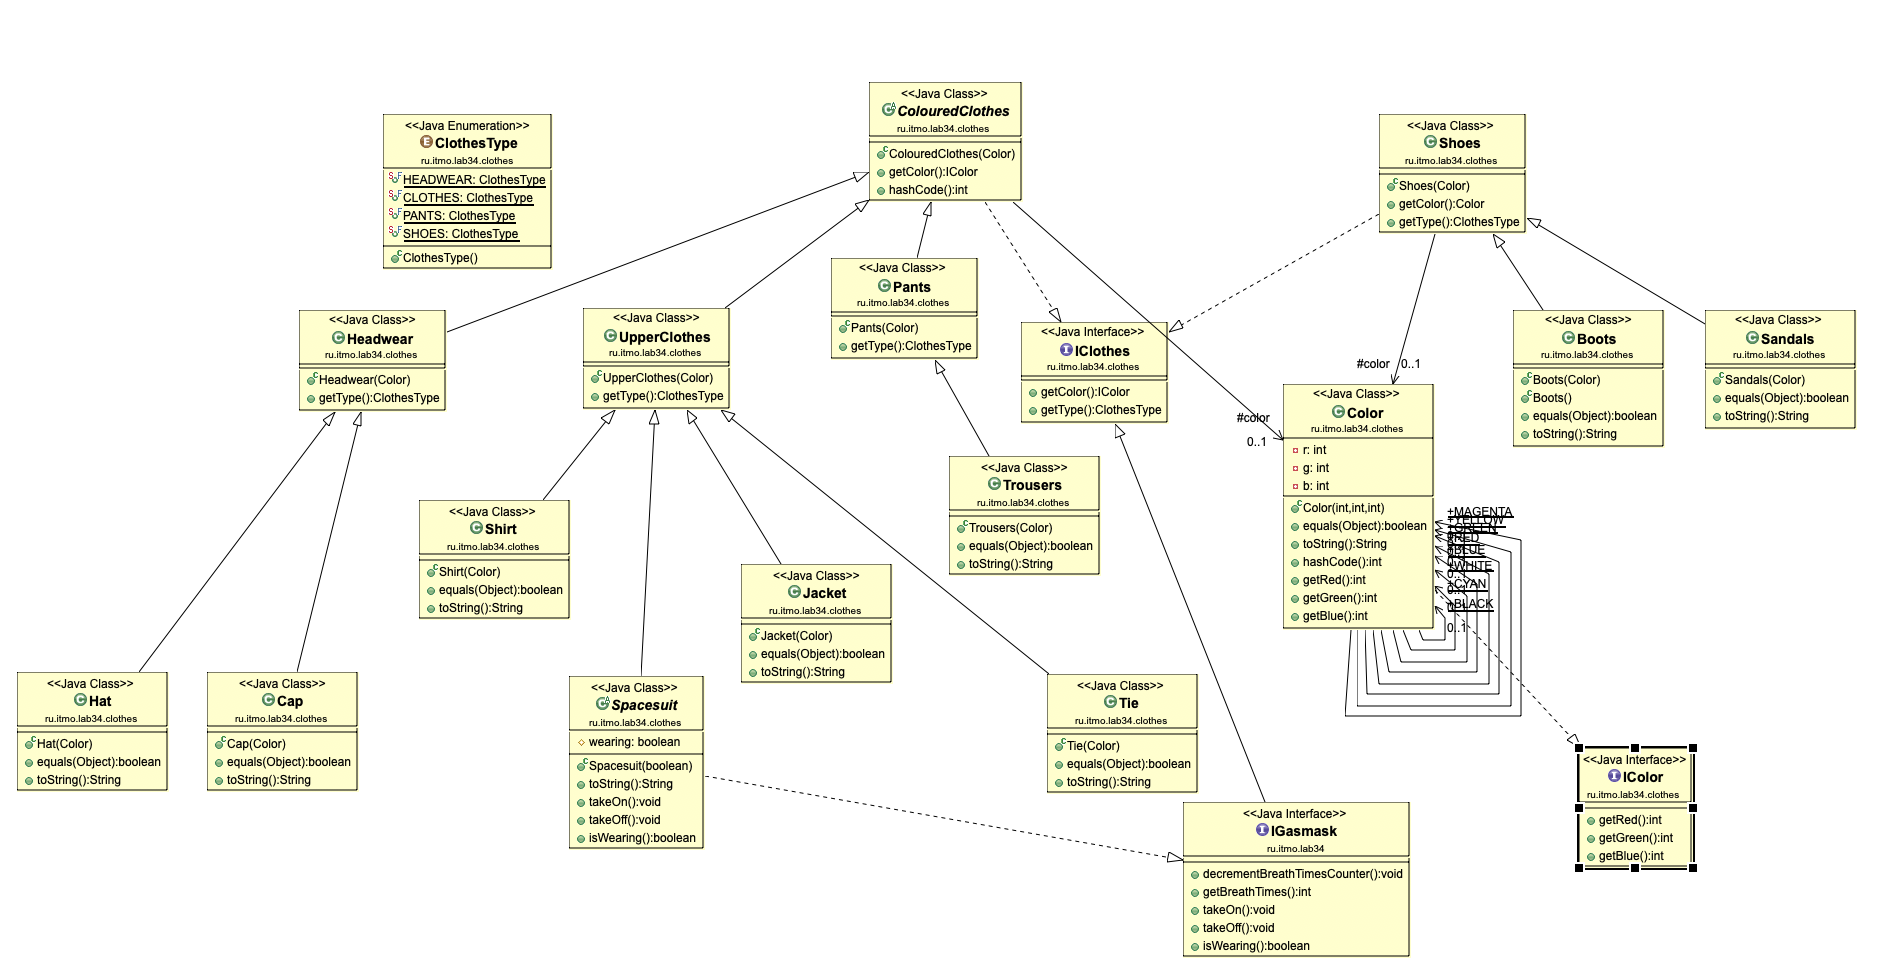 <<Java Class>>
ColouredClothes
ru.itmo.lab34.clothes
ColouredClothes(Color)
getColor():IColor
hashCode():int
<<Java Enumeration>>
ClothesType
ru.itmo.lab34.clothes
HEADWEAR: ClothesType
CLOTHES: ClothesType
PANTS: ClothesType
SHOES: ClothesType
ClothesType()
<<Java Class>>
Shoes
ru.itmo.lab34.clothes
Shoes(Color)
getColor():Color
getType():ClothesType
<<Java Class>>
Pants
ru.itmo.lab34.clothes
Pants(Color)
getType():ClothesType
<<Java Class>>
Headwear
ru.itmo.lab34.clothes
Headwear(Color)
getType():ClothesType
<<Java Class>>
UpperClothes
ru.itmo.lab34.clothes
UpperClothes(Color)
getType():ClothesType
<<Java Interface>>
IClothes
ru.itmo.lab34.clothes
getColor():IColor
getType():ClothesType
<<Java Class>>
Boots
ru.itmo.lab34.clothes
Boots(Color)
Boots()
equals(Object):boolean
toString():String
<<Java Class>>
Sandals
ru.itmo.lab34.clothes
Sandals(Color)
equals(Object):boolean
toString():String
#color
0..1
#color
0..1
<<Java Class>>
Color
ru.itmo.lab34.clothes
r: int
g: int
b: int
Color(int,int,int)
equals(Object):boolean
toString():String
hashCode():int
getRed():int
getGreen():int
getBlue():int
+MAGENTA
+YELLOW
+GREEN
+RED
+BLUE
+WHITE
+CYAN
+BLACK
0..1
<<Java Class>>
Trousers
ru.itmo.lab34.clothes
Trousers(Color)
equals(Object):boolean
toString():String
<<Java Class>>
Shirt
ru.itmo.lab34.clothes
Shirt(Color)
equals(Object):boolean
toString():String
<<Java Class>>
Jacket
ru.itmo.lab34.clothes
Jacket(Color)
equals(Object):boolean
toString():String
<<Java Class>>
Hat
ru.itmo.lab34.clothes
Hat(Color)
equals(Object):boolean
toString():String
<<Java Class>>
Cap
ru.itmo.lab34.clothes
Cap(Color)
equals(Object):boolean
toString():String
<<Java Class>>
Spacesuit
ru.itmo.lab34.clothes
wearing: boolean
Spacesuit(boolean)
toString():String
takeOn():void
takeOff():void
isWearing():boolean
<<Java Class>>
Tie
ru.itmo.lab34.clothes
Tie(Color)
equals(Object):boolean
toString():String
<<Java Interface>>
IGasmask
ru.itmo.lab34
decrementBreathTimesCounter():void
getBreathTimes():int
takeOn():void
takeOff():void
isWearing():boolean
<<Java Interface>>
IColor
ru.itmo.lab34.clothes
getRed():int
getGreen():int
getBlue():int